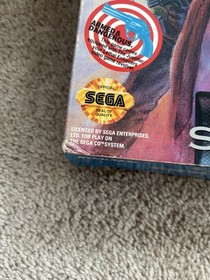 ARMED &
DANGEROUS
OFFICIAL
SEGA
SEAL OF
QUALITY
LICENSED BY SEGA ENTERPRISES,
LTD. FOR PLAY ON
THE SEGA CD™ SYSTEM.
S